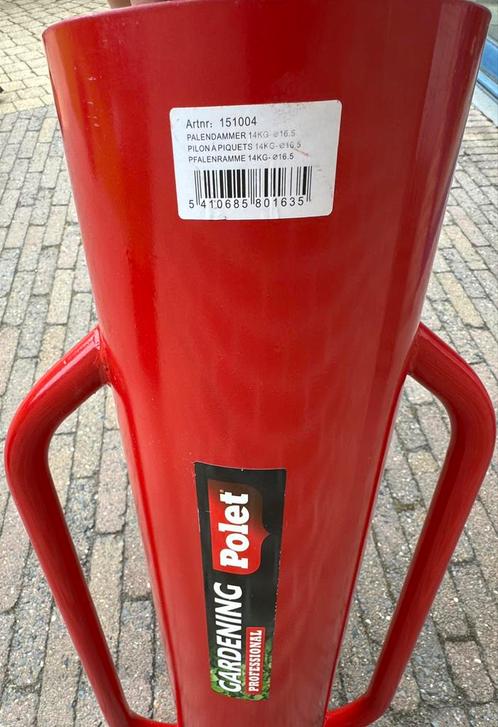 Artnr: 151004
PALENDAMMER 14KG-ø16.5
PILON À PIQUETS 14KG-ø16.5
PFALENRAMME 14KG-ø16.5
5 410685 801635
GARDENING Polet
PROFESSIONAL